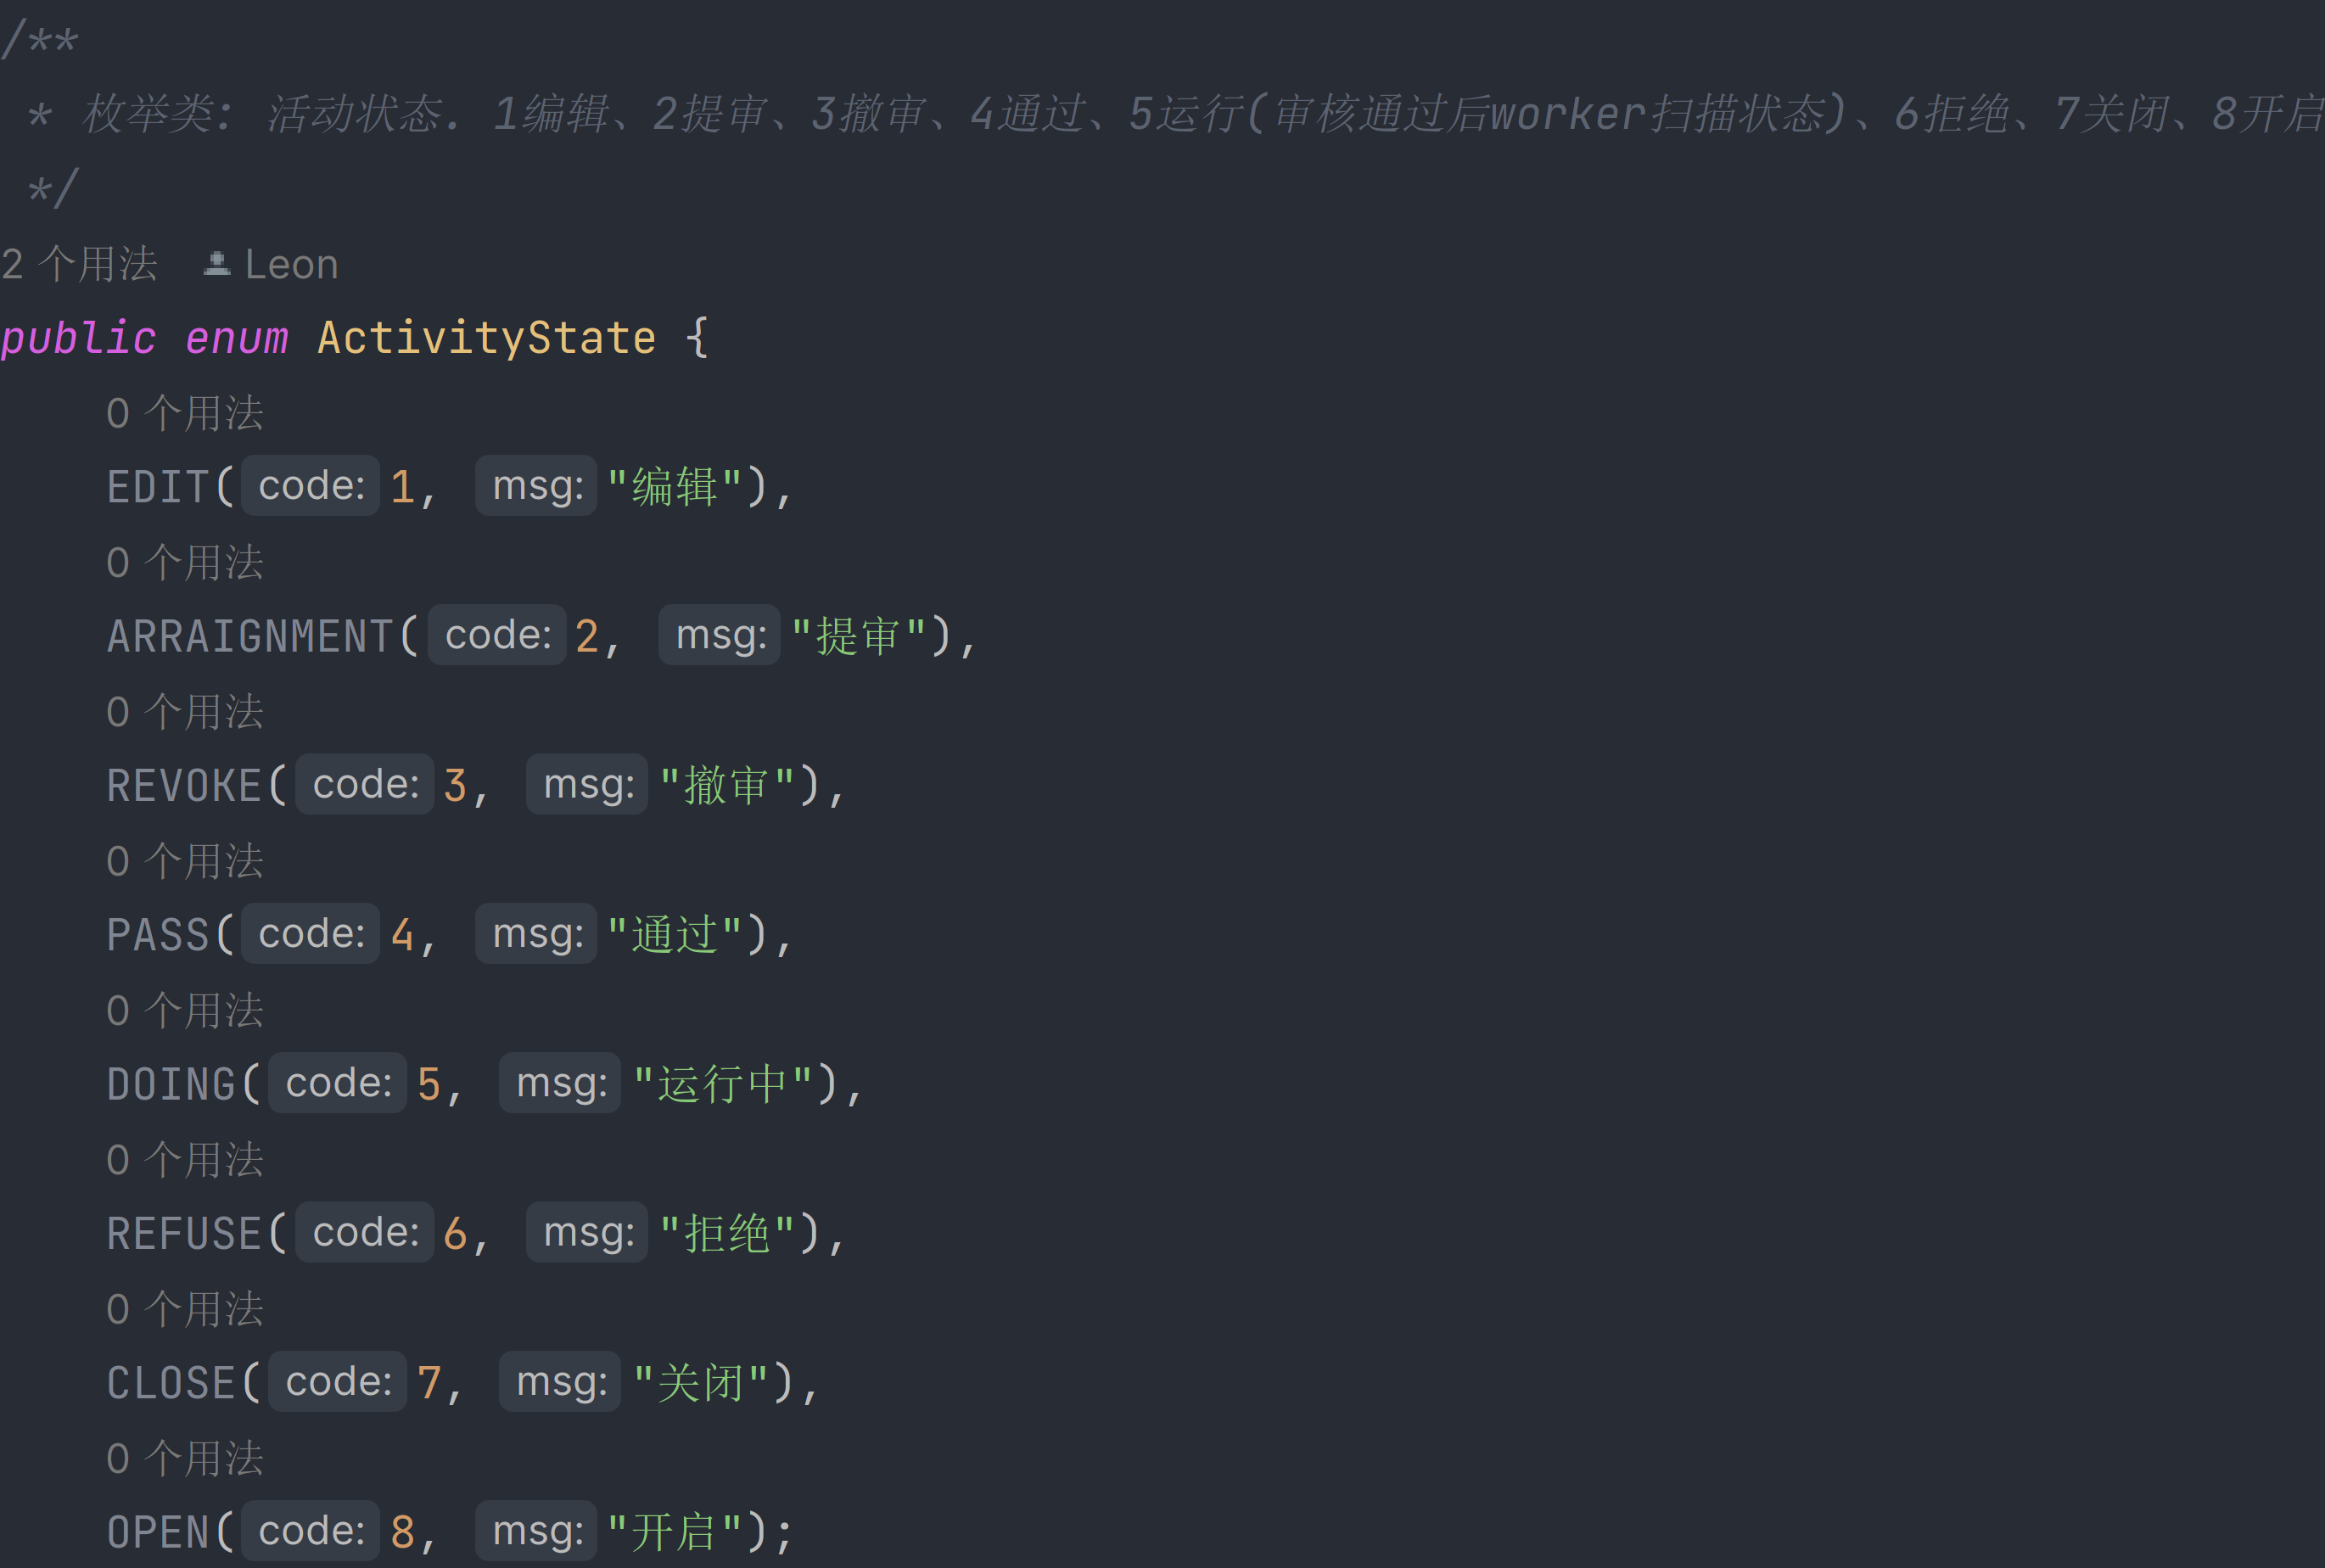 /**
 * 枚举类：活动状态. 1编辑、2提审、3撤审、4通过、5运行(审核通过后worker扫描状态)、6拒绝、7关闭、8开启
 */
2 个用法 Leon
public enum ActivityState {
0 个用法
EDIT( code: 1, msg: "编辑"),
0 个用法
ARRAIGNMENT( code: 2, msg: "提审"),
0 个用法
REVOKE( code: 3, msg: "撤审"),
0 个用法
PASS( code: 4, msg: "通过"),
0 个用法
DOING( code: 5, msg: "运行中"),
0 个用法
REFUSE( code: 6, msg: "拒绝"),
0 个用法
CLOSE( code: 7, msg: "关闭"),
0 个用法
OPEN( code: 8, msg: "开启");